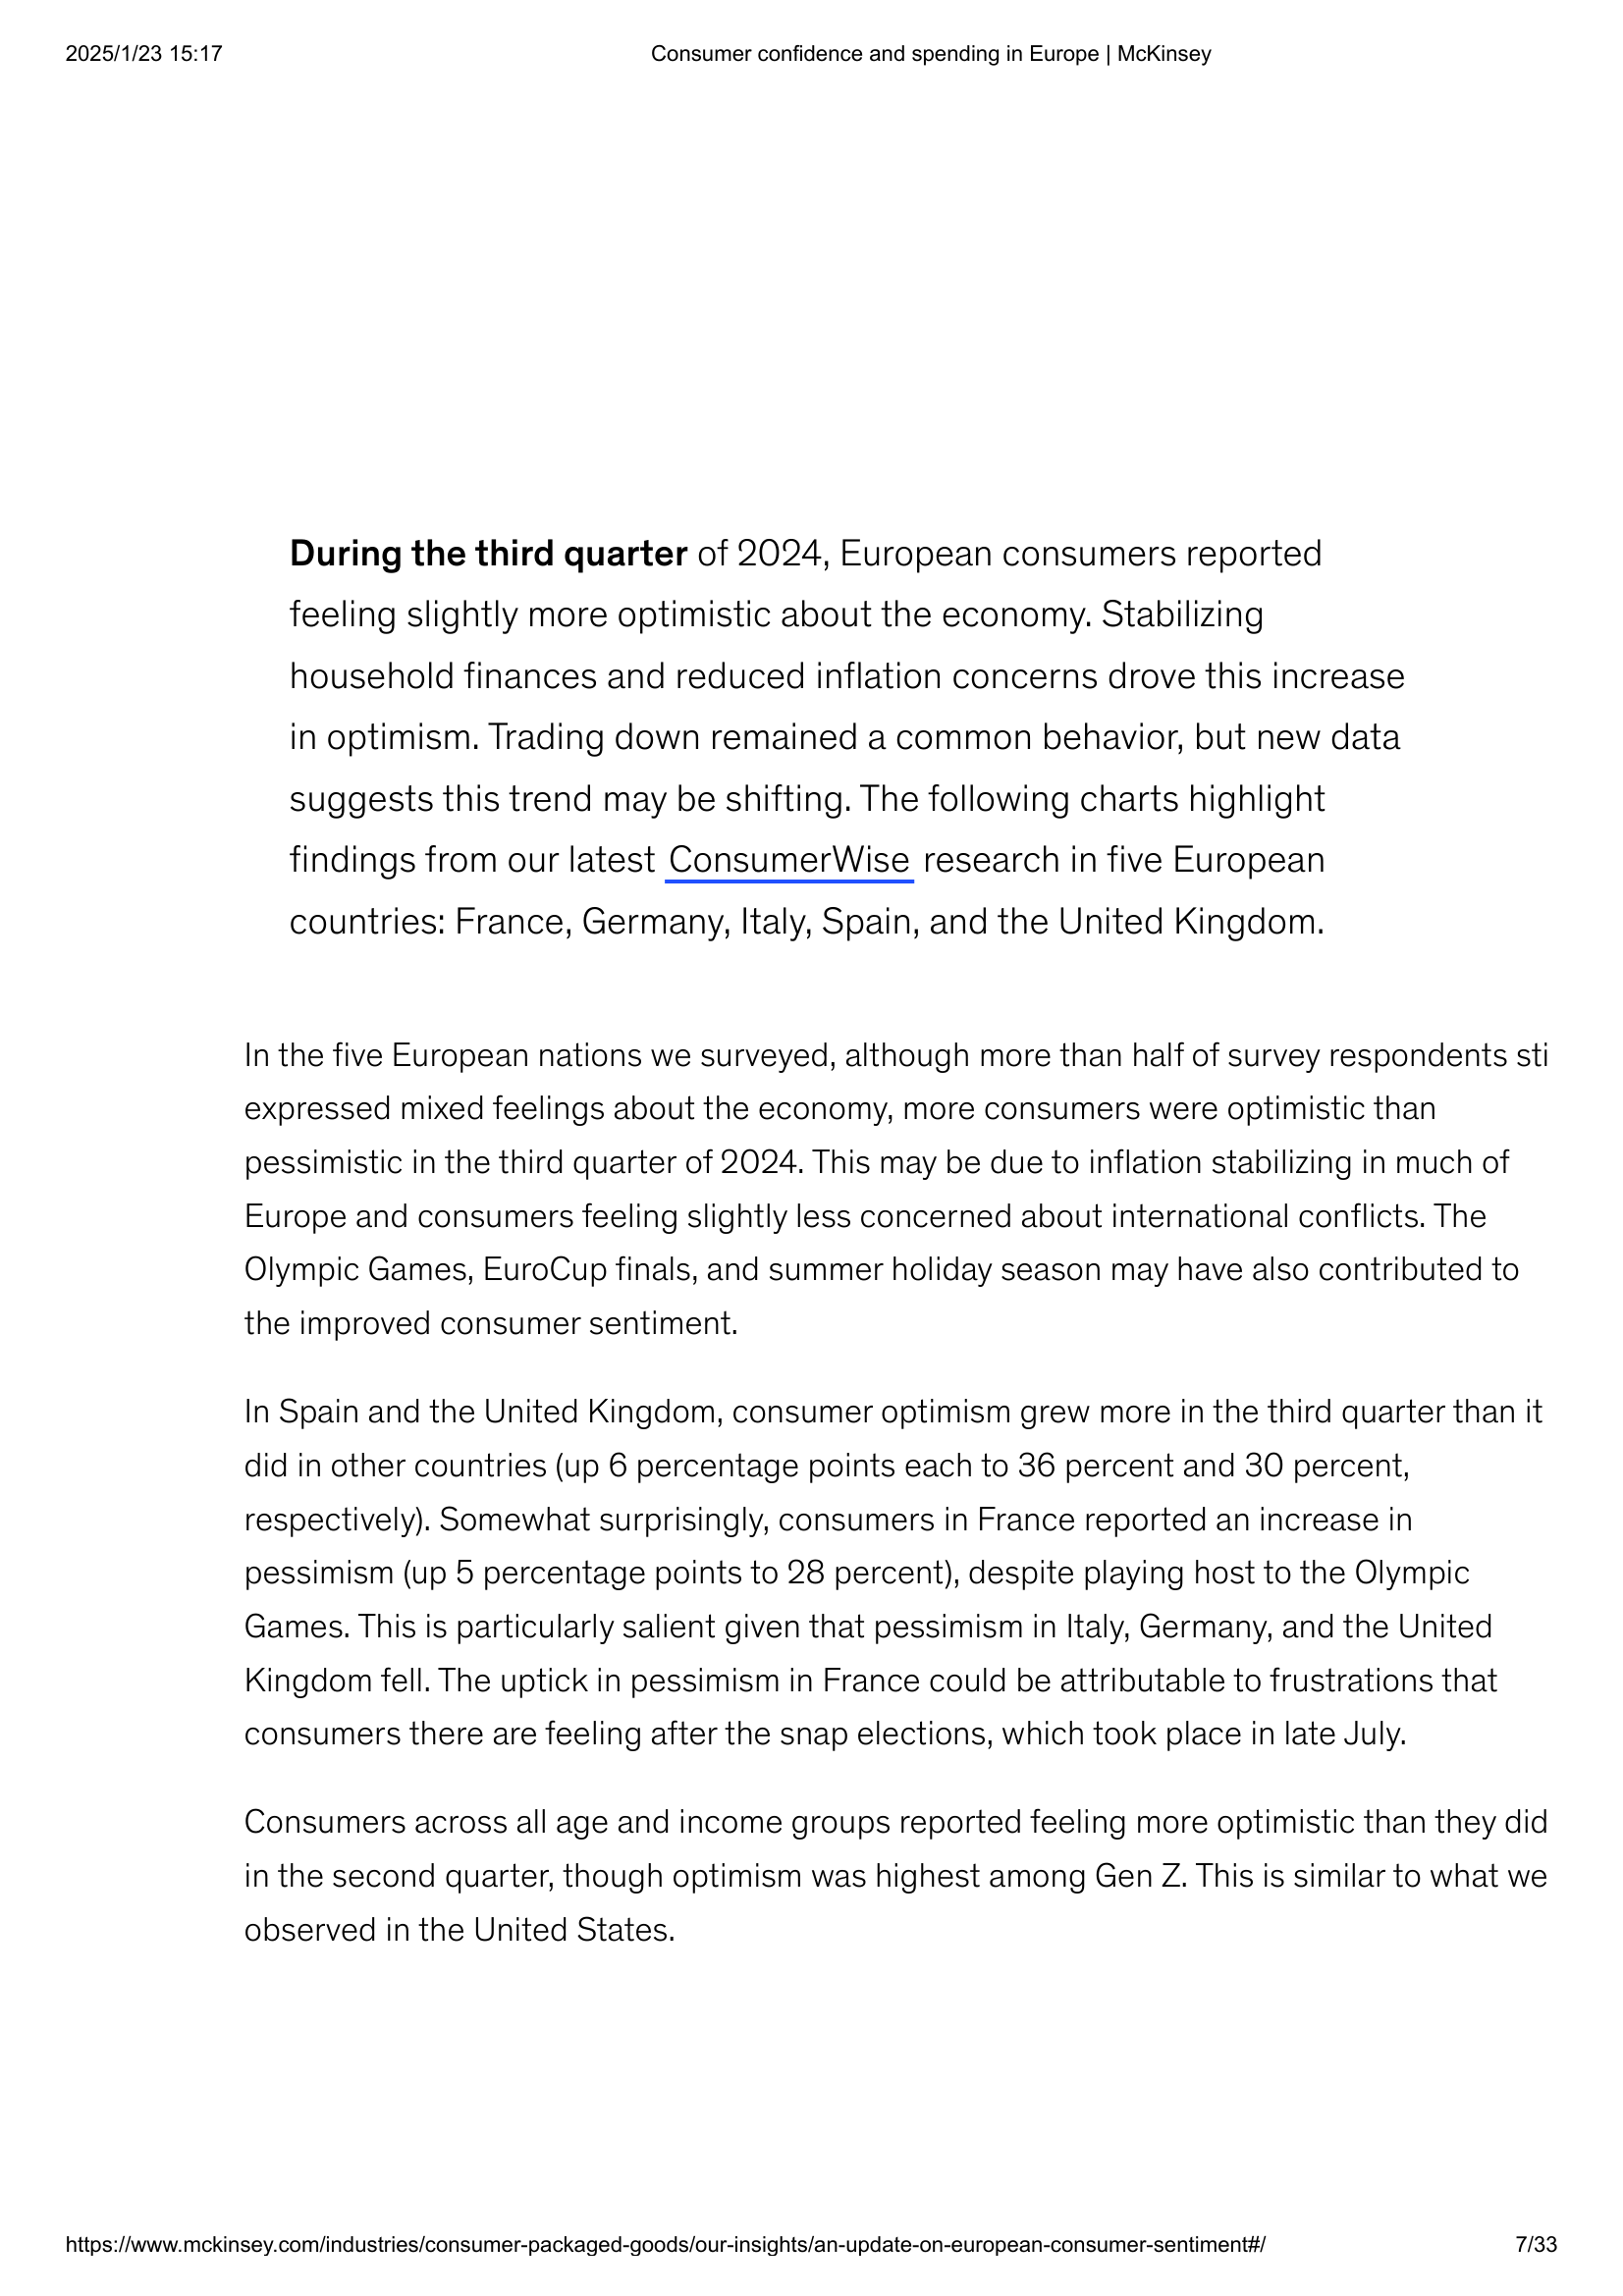 2025/1/23 15:17
Consumer confidence and spending in Europe | McKinsey
During the third quarter of 2024, European consumers reported
feeling slightly more optimistic about the economy. Stabilizing
household finances and reduced inflation concerns drove this increase
in optimism. Trading down remained a common behavior, but new data
suggests this trend may be shifting. The following charts highlight
findings from our latest ConsumerWise research in five European
countries: France, Germany, Italy, Spain, and the United Kingdom.
In the five European nations we surveyed, although more than half of survey respondents sti
expressed mixed feelings about the economy, more consumers were optimistic than
pessimistic in the third quarter of 2024. This may be due to inflation stabilizing in much of
Europe and consumers feeling slightly less concerned about international conflicts. The
Olympic Games, EuroCup finals, and summer holiday season may have also contributed to
the improved consumer sentiment.
In Spain and the United Kingdom, consumer optimism grew more in the third quarter than it
did in other countries (up 6 percentage points each to 36 percent and 30 percent,
respectively). Somewhat surprisingly, consumers in France reported an increase in
pessimism (up 5 percentage points to 28 percent), despite playing host to the Olympic
Games. This is particularly salient given that pessimism in Italy, Germany, and the United
Kingdom fell. The uptick in pessimism in France could be attributable to frustrations that
consumers there are feeling after the snap elections, which took place in late July.
Consumers across all age and income groups reported feeling more optimistic than they did
in the second quarter, though optimism was highest among Gen Z. This is similar to what we
observed in the United States.
https://www.mckinsey.com/industries/consumer-packaged-goods/our-insights/an-update-on-european-consumer-sentiment#/
7/33